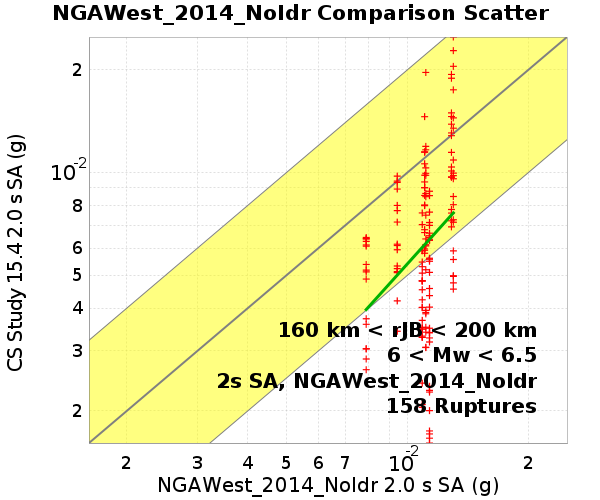 NGAWest_2014_NoIdr Comparison Scatter
CS Study 15.4 2.0 s SA (g)
2
10-2
8
6
5
4
3
2
160 km < rJB < 200 km
6 < Mw < 6.5
2s SA, NGAWest_2014_NoIdr
158 Ruptures
2 3 4 5 6 7 10-2 2
NGAWest_2014_NoIdr 2.0 s SA (g)